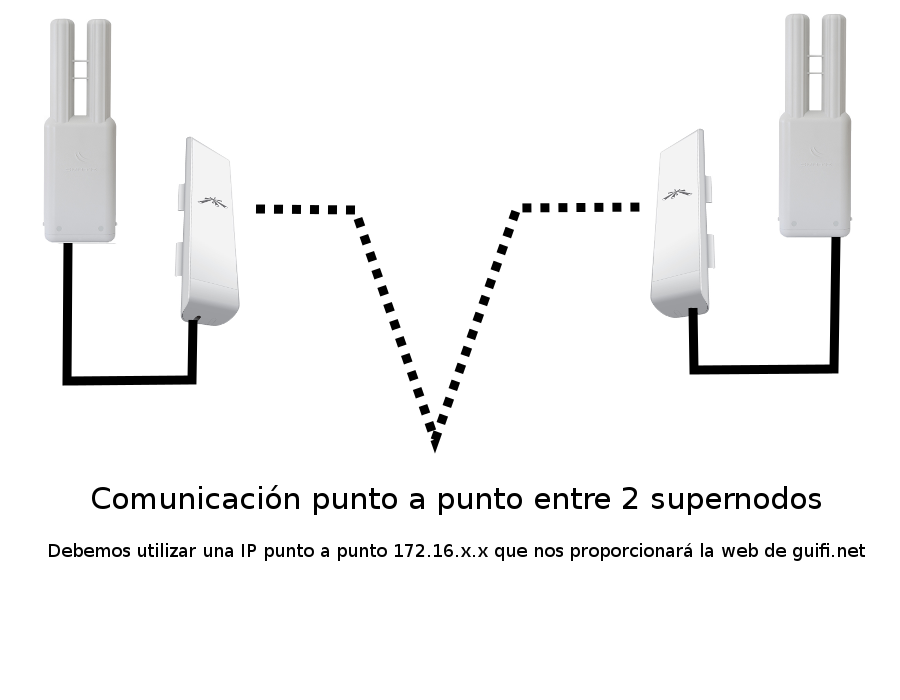 Comunicación punto a punto entre 2 supernodos
Debemos utilizar una IP punto a punto 172.16.x.x que nos proporcionará la web de guifi.net